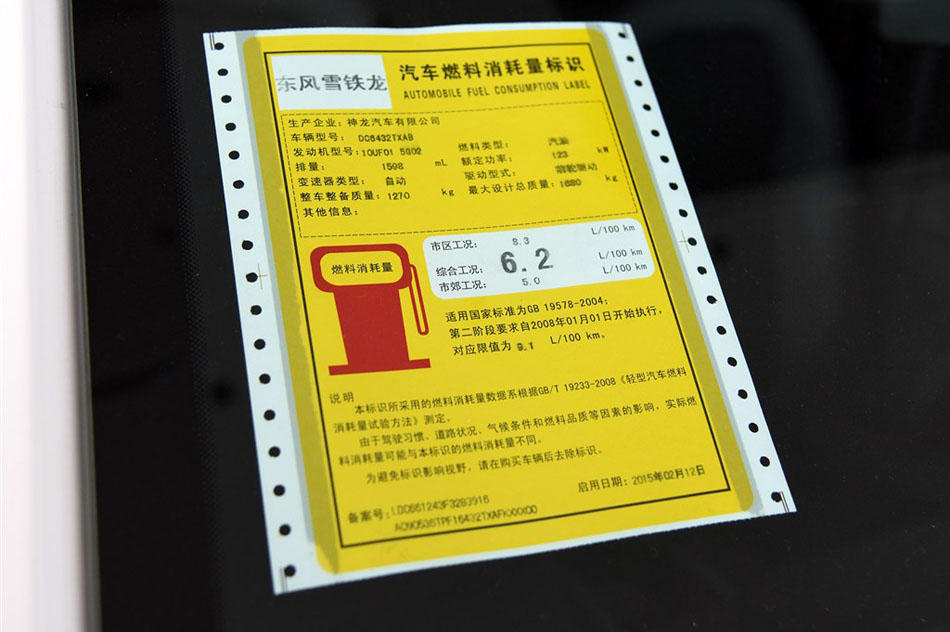 东风雪铁龙
汽车燃料消耗量标识
AUTOMOBILE FUEL CONSUMPTION LABEL
生产企业：神龙汽车有限公司
车辆型号： DC6432TXAB
发动机型号：10UF01 5G02 燃料类型： 汽油
排量： 1598 mL 额定功率： 123 kW
变速器类型： 自动 驱动型式： 前轮驱动
整车整备质量：1270 kg 最大设计总质量：1680 kg
其他信息：
燃料消耗量
市区工况： 8.3 L/100 km
综合工况： 6.2 L/100 km
市郊工况： 5.0 L/100 km
适用国家标准为GB 19578-2004；
第二阶段要求自2008年01月01日开始执行，
对应限值为 9.1 L/100 km。
说明
本标识所采用的燃料消耗量数据系根据GB/T 19233-2008《轻型汽车燃料
消耗量试验方法》测定。
由于驾驶习惯、道路状况、气候条件和燃料品质等因素的影响，实际燃
料消耗量可能与本标识的燃料消耗量不同。
为避免标识影响视野，请在购买车辆后去除标识。
备案号： 启用日期：2015年02月12日